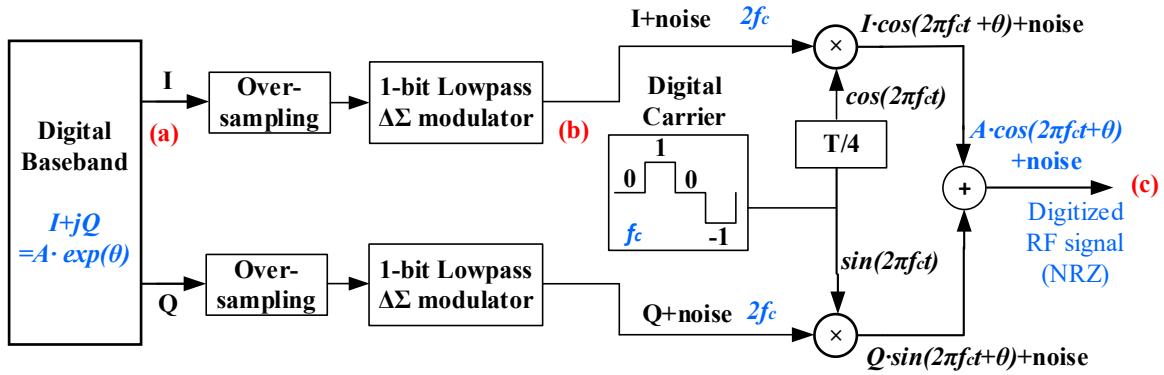 I+noise 2fc
I·cos(2πfct +θ)+noise
I
Over-
sampling
1-bit Lowpass
ΔΣ modulator
×
(a)
(b)
Digital
Carrier
cos(2πfct)
Digital
Baseband
I+jQ
=A· exp(θ)
T/4
A·cos(2πfct+θ)
+noise
0
1
0
-1
fc
+
(c)
Digitized
RF signal
(NRZ)
sin(2πfct)
Over-
sampling
1-bit Lowpass
ΔΣ modulator
Q
Q+noise 2fc
×
Q·sin(2πfct+θ)+noise